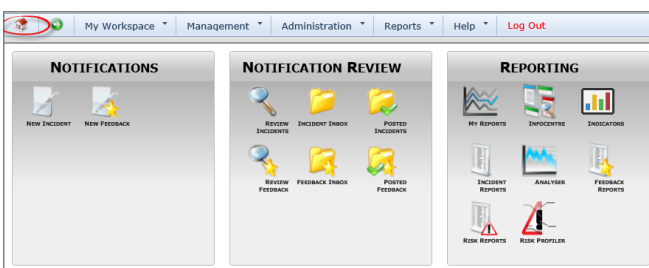 My Workspace Management Administration Reports Help Log Out
NOTIFICATIONS
NEW INCIDENT NEW FEEDBACK
NOTIFICATION REVIEW
REVIEW INCIDENT INBOX POSTED
INCIDENTS INCIDENTS
REVIEW FEEDBACK INBOX POSTED
FEEDBACK FEEDBACK
REPORTING
MY REPORTS INFOCENTRE INDICATORS
INCIDENT ANALYSER FEEDBACK
REPORTS REPORTS
RISK REPORTS RISK PROFILER